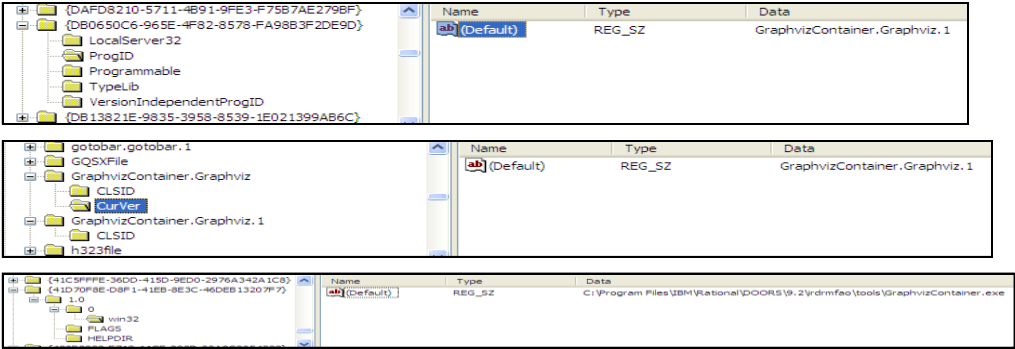 {DAFD8210-5711-4B91-9FE3-F75B7AE279BF}
{DB0650C6-965E-4F82-8578-FA98B3F2DE9D}
LocalServer32
ProgID
Programmable
TypeLib
VersionIndependentProgID
{DB13821E-9835-3958-8539-1E021399AB6C}
Name Type Data
ab (Default) REG_SZ GraphvizContainer.Graphviz.1
gotobar.gotobar.1
GQSXFile
GraphvizContainer.Graphviz
CLSID
CurVer
GraphvizContainer.Graphviz.1
CLSID
h323file
Name Type Data
ab (Default) REG_SZ GraphvizContainer.Graphviz.1
{41C5FFFE-36DD-415D-9ED0-2976A342A1C8}
{41D70F8E-D8F1-41EB-8E3C-46DEB13207F7}
1.0
0
win32
FLAGS
HELPDIR
Name Type Data
ab (Default) REG_SZ C:\Program Files\IBM\Rational\DOORS\9.2\rdrmfao\tools\GraphvizContainer.exe